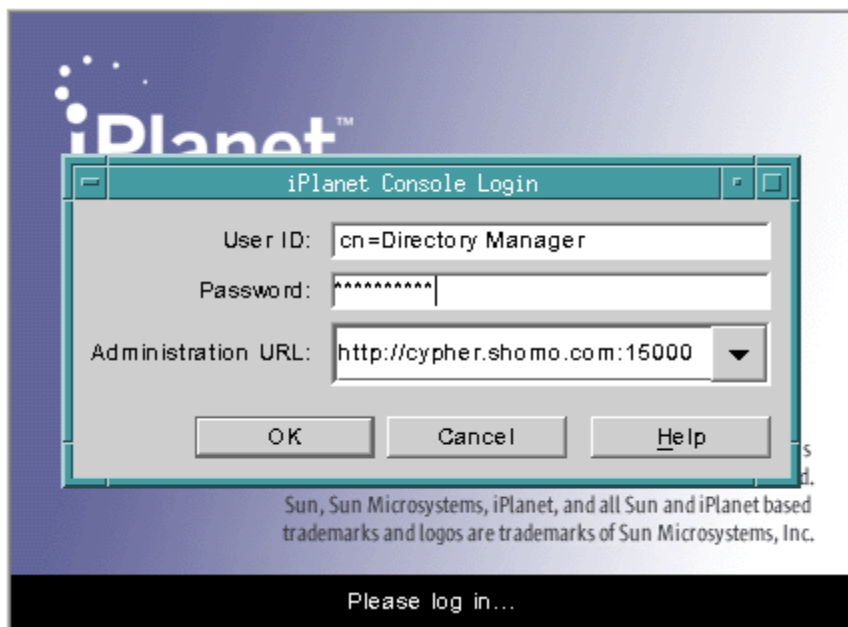 iPlanet™
iPlanet Console Login
User ID: cn=Directory Manager
Password: **********
Administration URL: http://cypher.shomo.com:15000
OK Cancel Help
s
d.
Sun, Sun Microsystems, iPlanet, and all Sun and iPlanet based
trademarks and logos are trademarks of Sun Microsystems, Inc.
Please log in...